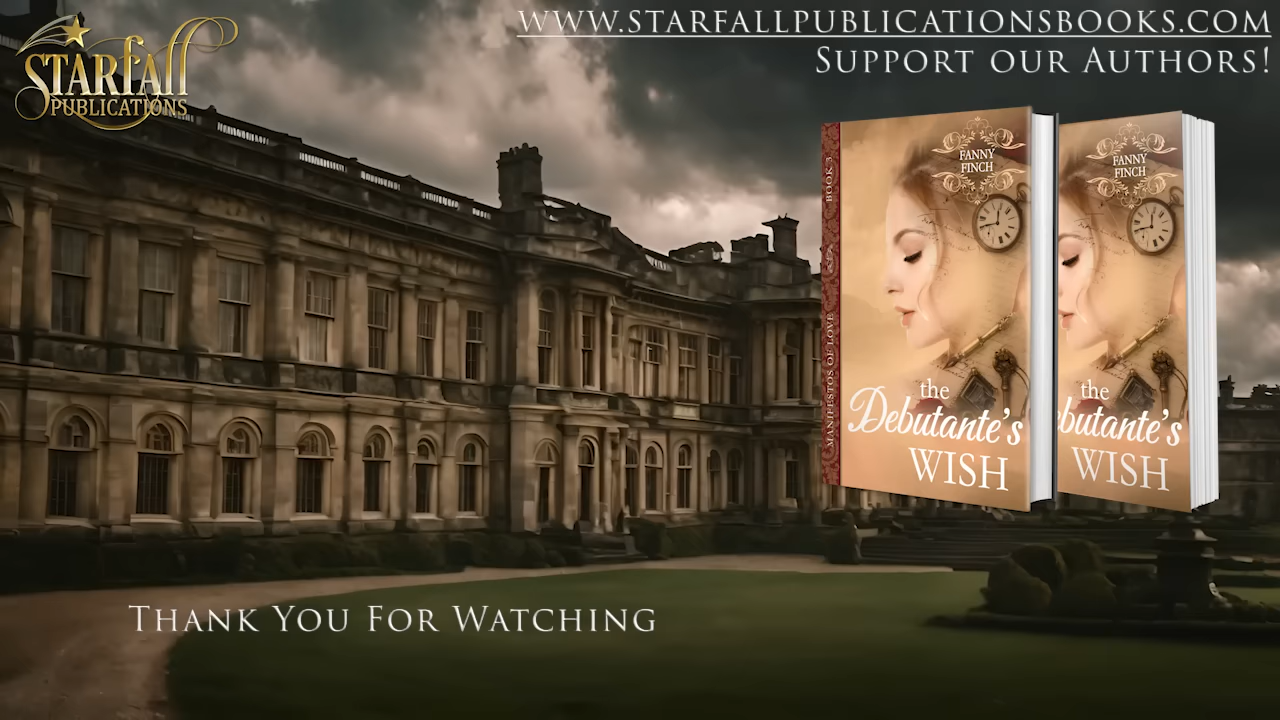 STARfall
PUBLICATIONS
WWW.STARFALLPUBLICATIONSBOOKS.COM
SUPPORT OUR AUTHORS!
BOOK 3
MANIFESTOS OF LOVE
FANNY
FINCH
the
Debutante's
WISH
FANNY
FINCH
the
ebutante's
WISH
THANK YOU FOR WATCHING